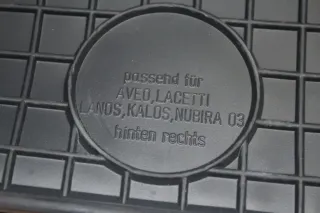 passend für
AVEO,LACETTI
LANOS,KALOS,NUBIRA 03
hinten rechts